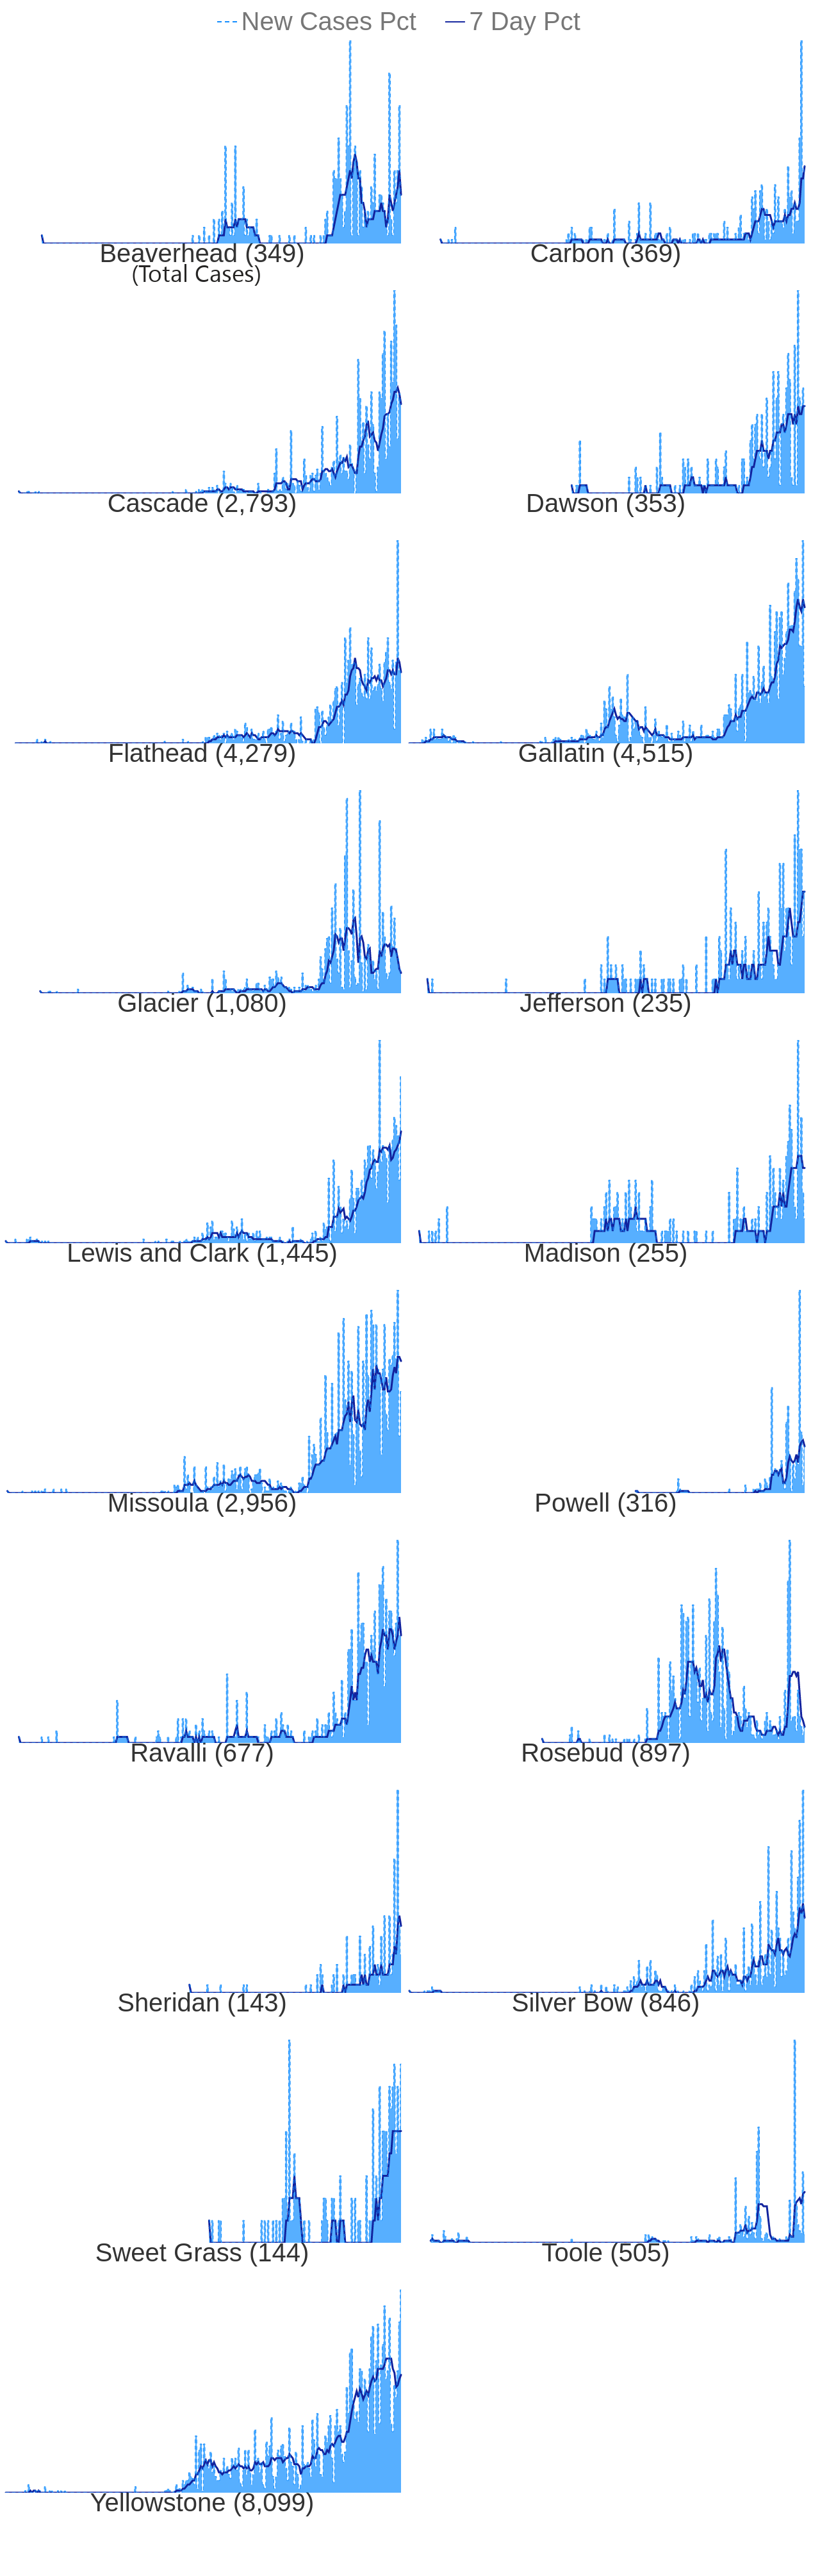 New Cases Pct 7 Day Pct
Beaverhead (349) Carbon (369)
(Total Cases)
Cascade (2,793) Dawson (353)
Flathead (4,279) Gallatin (4,515)
Glacier (1,080) Jefferson (235)
Lewis and Clark (1,445) Madison (255)
Missoula (2,956) Powell (316)
Ravalli (677) Rosebud (897)
Sheridan (143) Silver Bow (846)
Sweet Grass (144) Toole (505)
Yellowstone (8,099)